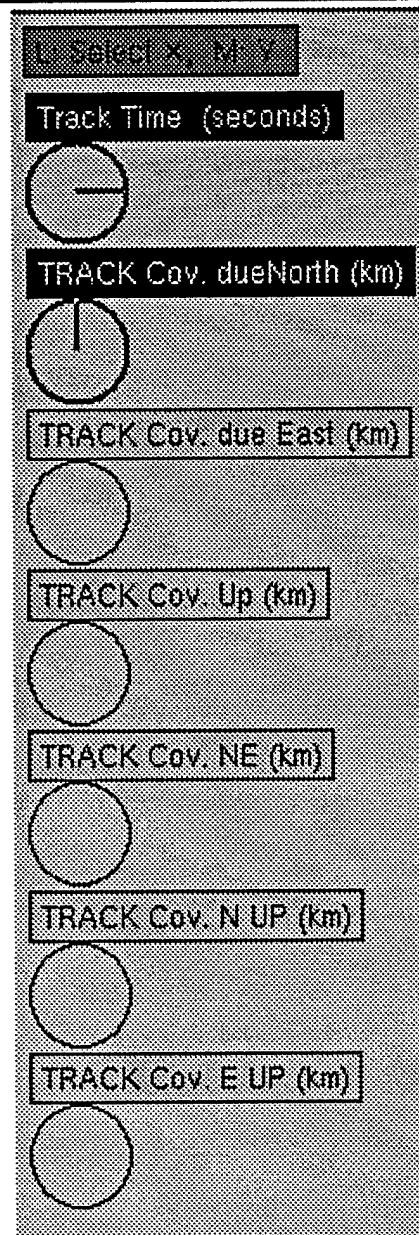 L: Select X, M: Y
Track Time (seconds)
TRACK Cov. dueNorth (km)
TRACK Cov. due East (km)
TRACK Cov. Up (km)
TRACK Cov. NE (km)
TRACK Cov. N UP (km)
TRACK Cov. E UP (km)